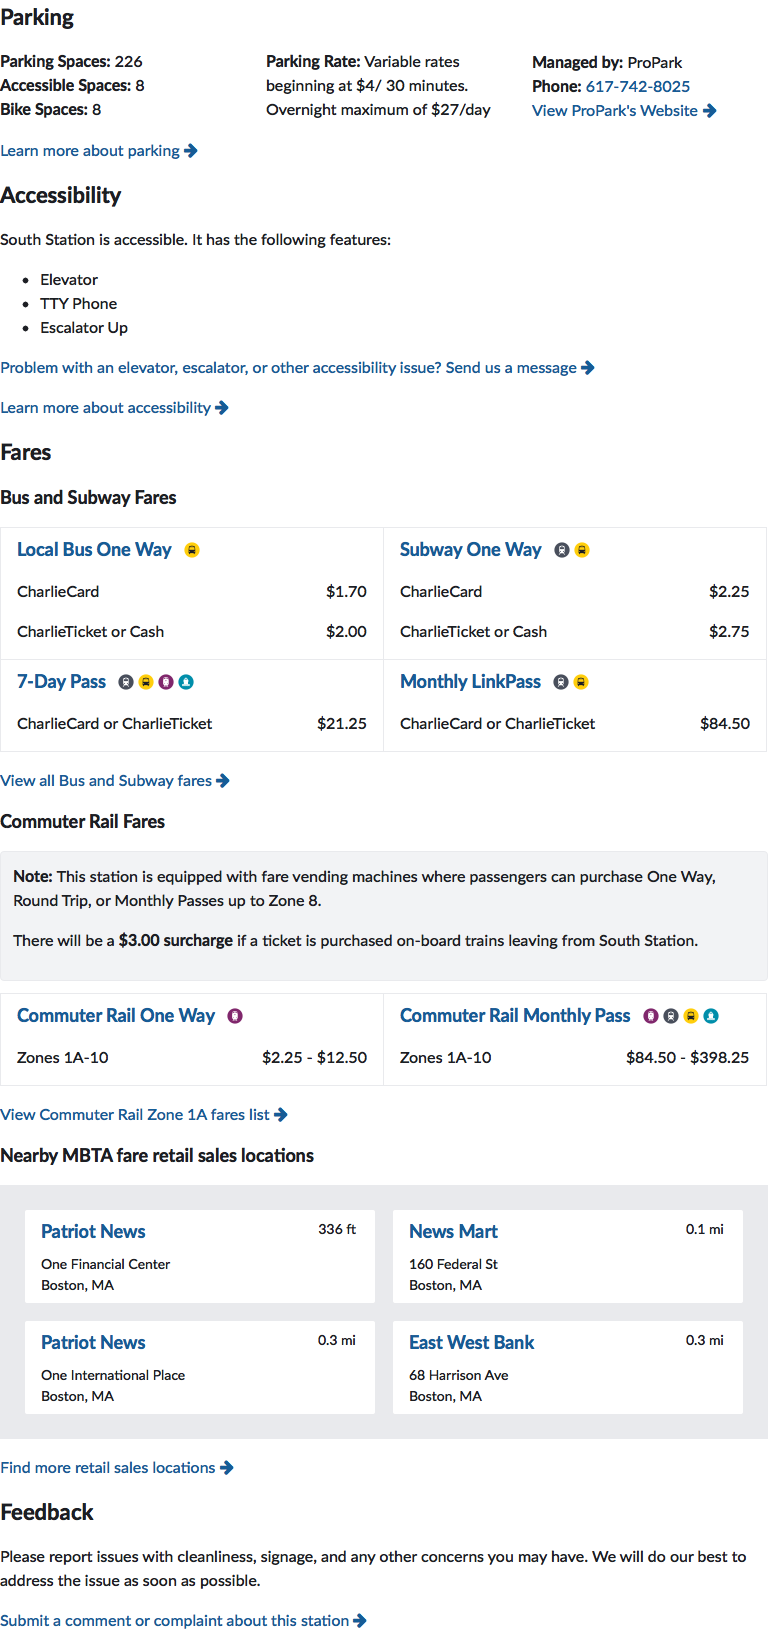 Parking
Parking Spaces: 226
Accessible Spaces: 8
Bike Spaces: 8
Parking Rate: Variable rates
beginning at $4/ 30 minutes.
Overnight maximum of $27/day
Managed by: ProPark
Phone: 617-742-8025
View ProPark's Website
Learn more about parking
Accessibility
South Station is accessible. It has the following features:
Elevator
TTY Phone
Escalator Up
Problem with an elevator, escalator, or other accessibility issue? Send us a message
Learn more about accessibility
Fares
Bus and Subway Fares
Local Bus One Way
CharlieCard $1.70
CharlieTicket or Cash $2.00
Subway One Way
CharlieCard $2.25
CharlieTicket or Cash $2.75
7-Day Pass
CharlieCard or CharlieTicket $21.25
Monthly LinkPass
CharlieCard or CharlieTicket $84.50
View all Bus and Subway fares
Commuter Rail Fares
Note: This station is equipped with fare vending machines where passengers can purchase One Way,
Round Trip, or Monthly Passes up to Zone 8.
There will be a $3.00 surcharge if a ticket is purchased on-board trains leaving from South Station.
Commuter Rail One Way
Zones 1A-10 $2.25 - $12.50
Commuter Rail Monthly Pass
Zones 1A-10 $84.50 - $398.25
View Commuter Rail Zone 1A fares list
Nearby MBTA fare retail sales locations
Patriot News 336 ft
One Financial Center
Boston, MA
News Mart 0.1 mi
160 Federal St
Boston, MA
Patriot News 0.3 mi
One International Place
Boston, MA
East West Bank 0.3 mi
68 Harrison Ave
Boston, MA
Find more retail sales locations
Feedback
Please report issues with cleanliness, signage, and any other concerns you may have. We will do our best to
address the issue as soon as possible.
Submit a comment or complaint about this station